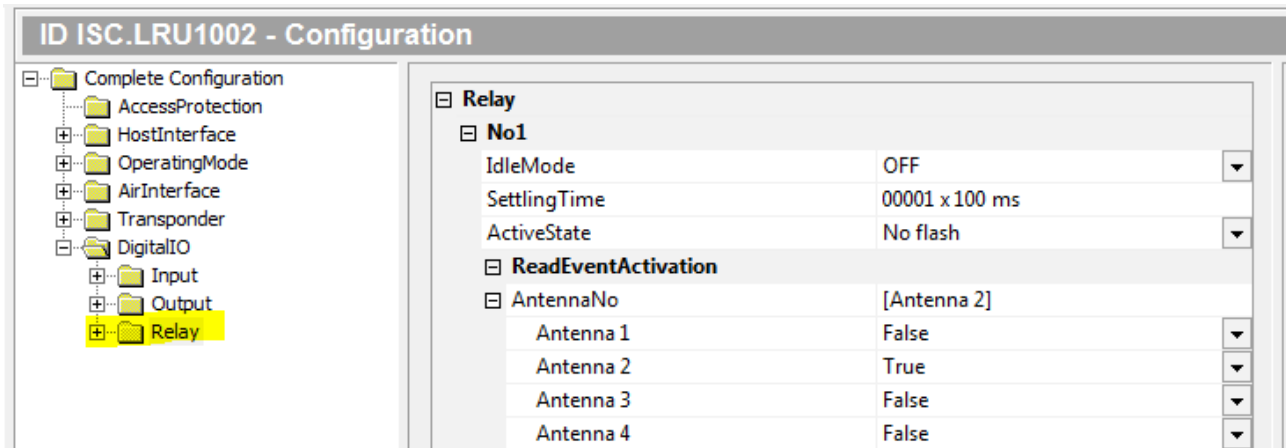 ID ISC.LRU1002 - Configuration
Complete Configuration
AccessProtection
HostInterface
OperatingMode
AirInterface
Transponder
DigitalIO
Input
Output
Relay
Relay
No1
IdleMode OFF
SettlingTime 00001 x 100 ms
ActiveState No flash
ReadEventActivation
AntennaNo [Antenna 2]
Antenna 1 False
Antenna 2 True
Antenna 3 False
Antenna 4 False